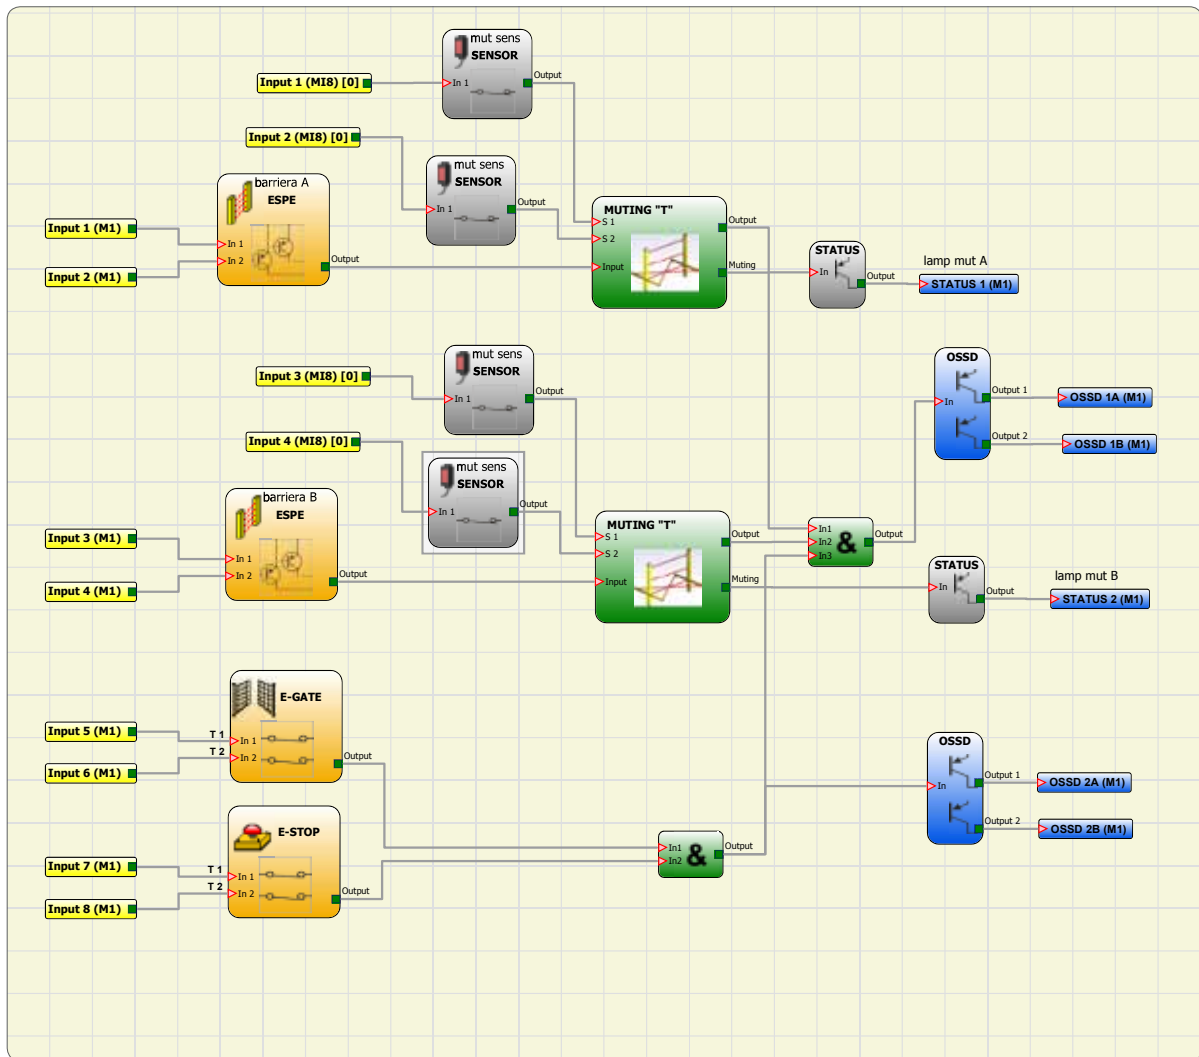 mut sens
SENSOR
Input 1 (MI8) [0]
In 1
Output
Input 2 (MI8) [0]
mut sens
SENSOR
In 1
Output
barriera A
ESPE
Input 1 (M1)
Input 2 (M1)
In 1
In 2
Output
MUTING "T"
S 1
S 2
Input
Output
Muting
STATUS
In
Output
lamp mut A
STATUS 1 (M1)
mut sens
SENSOR
Input 3 (MI8) [0]
In 1
Output
Input 4 (MI8) [0]
mut sens
SENSOR
In 1
Output
OSSD
In
Output 1
Output 2
OSSD 1A (M1)
OSSD 1B (M1)
barriera B
ESPE
Input 3 (M1)
Input 4 (M1)
In 1
In 2
Output
MUTING "T"
S 1
S 2
Input
Output
Muting
In1
In2
In3
&
Output
STATUS
In
Output
lamp mut B
STATUS 2 (M1)
E-GATE
Input 5 (M1)
Input 6 (M1)
T 1
T 2
In 1
In 2
Output
E-STOP
Input 7 (M1)
Input 8 (M1)
T 1
T 2
In 1
In 2
Output
In1
In2
&
Output
OSSD
In
Output 1
Output 2
OSSD 2A (M1)
OSSD 2B (M1)